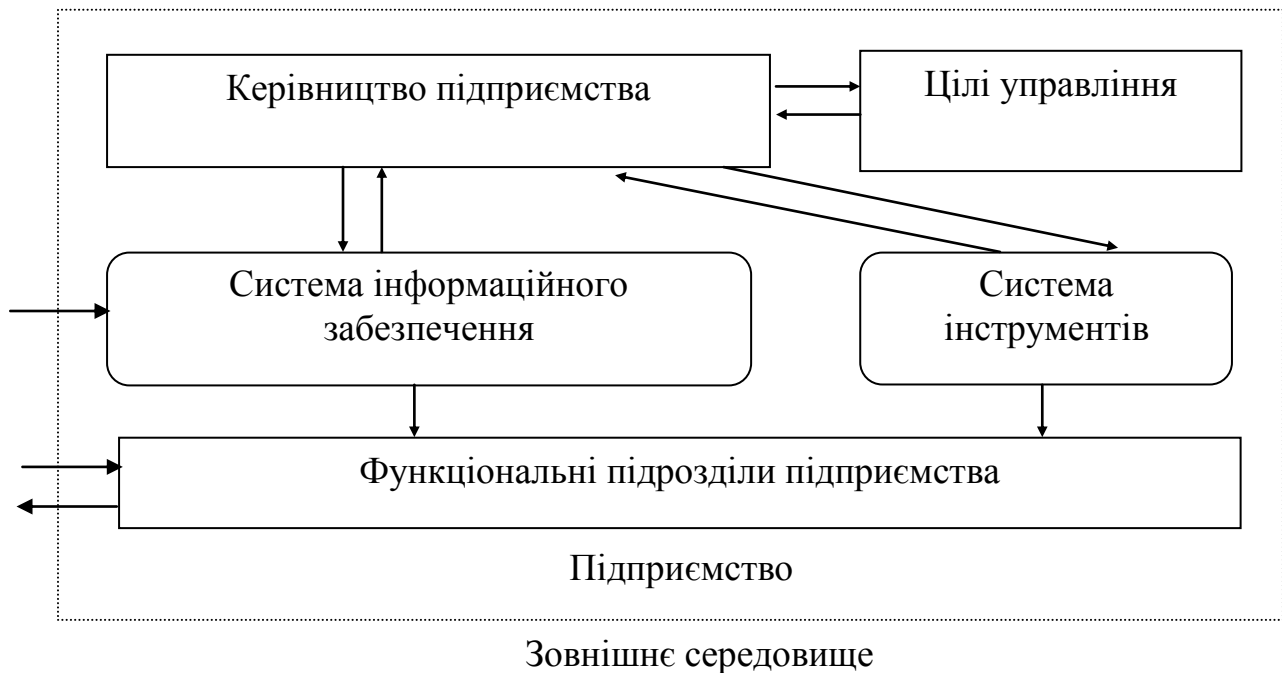 Керівництво підприємства
Цілі управління
Система інформаційного
забезпечення
Система
інструментів
Функціональні підрозділи підприємства
Підприємство
Зовнішнє середовище